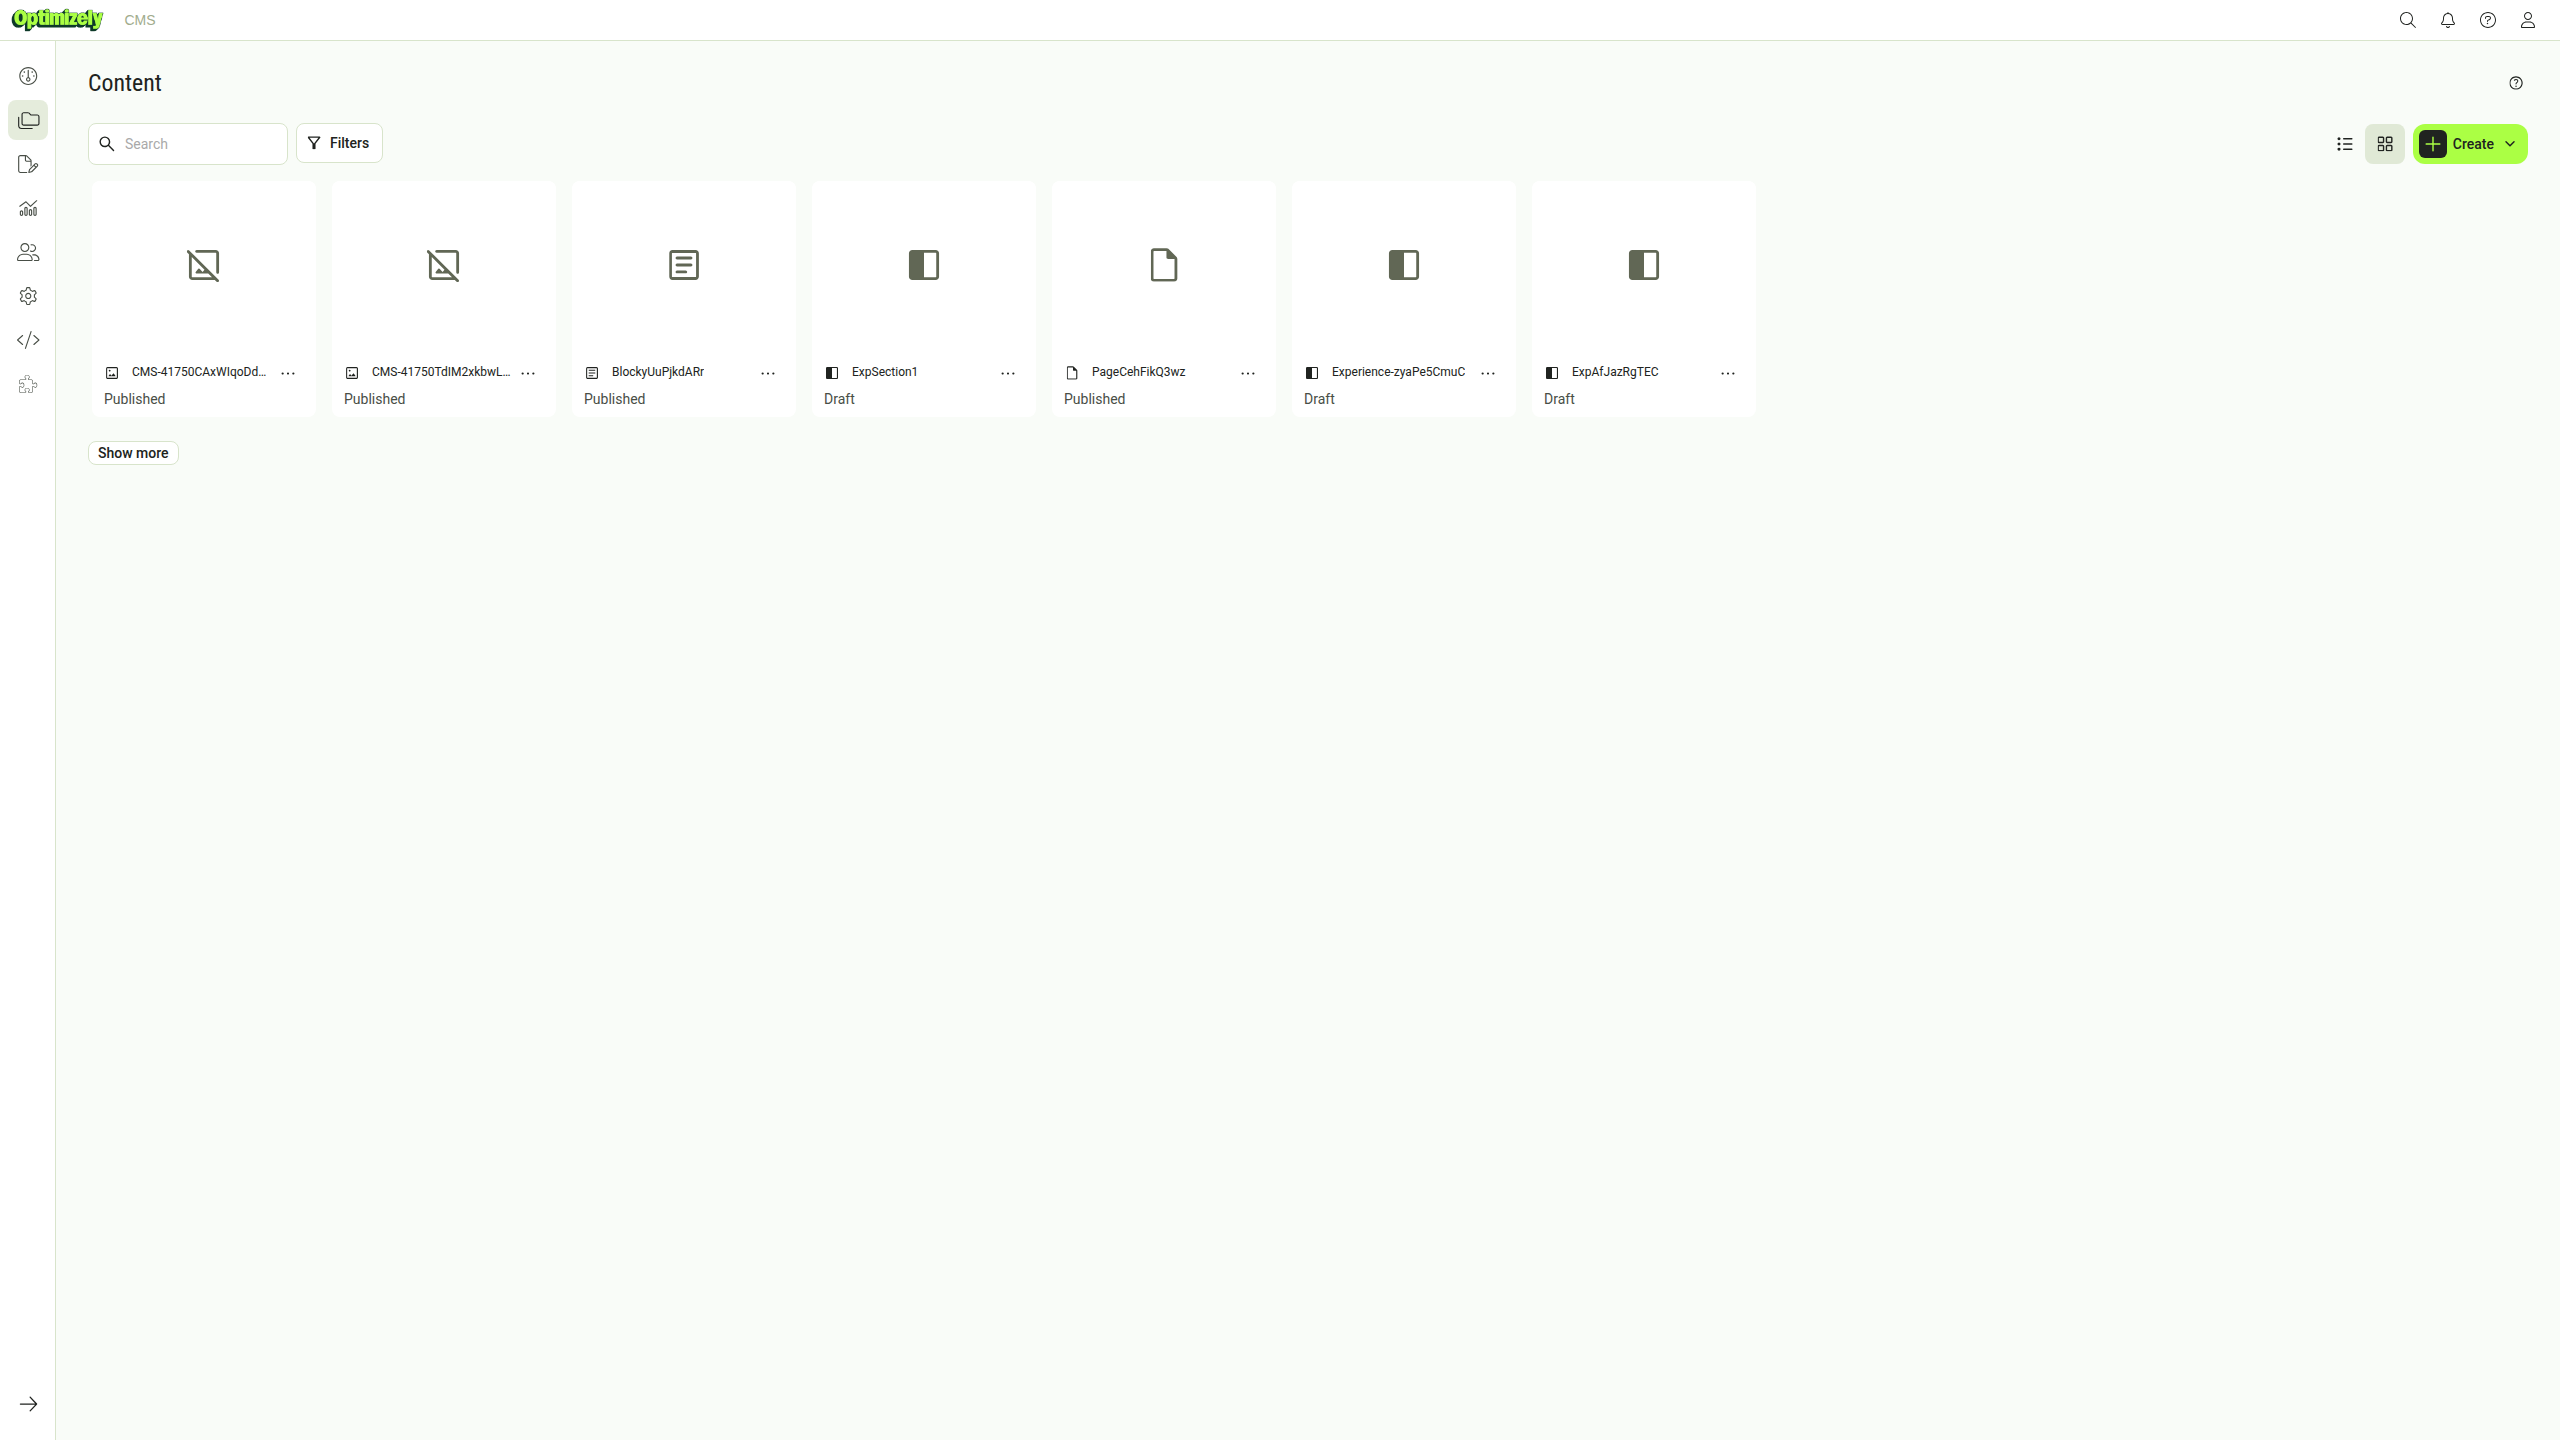 Optimizely CMS
Content
Search Filters Create
CMS-41750CAxWIqoDd... CMS-41750TdIM2xkbwL... BlockyUuPjkdARr ExpSection1 PageCehFikQ3wz Experience-zyaPe5CmuC ExpAfJazRgTEC
Published Published Published Draft Published Draft Draft
Show more